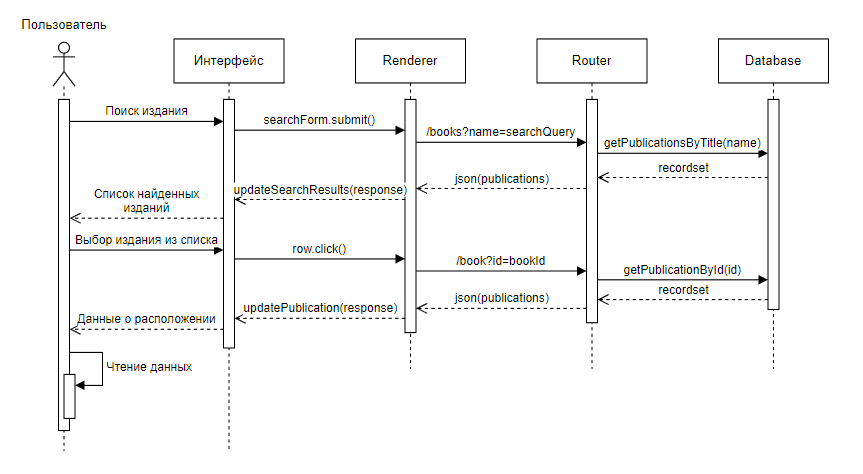 Пользователь
Интерфейс
Renderer
Router
Database
Поиск издания
searchForm.submit()
/books?name=searchQuery
getPublicationsByTitle(name)
recordset
json(publications)
updateSearchResults(response)
Список найденных
изданий
Выбор издания из списка
row.click()
/book?id=bookId
getPublicationById(id)
recordset
json(publications)
updatePublication(response)
Данные о расположении
Чтение данных